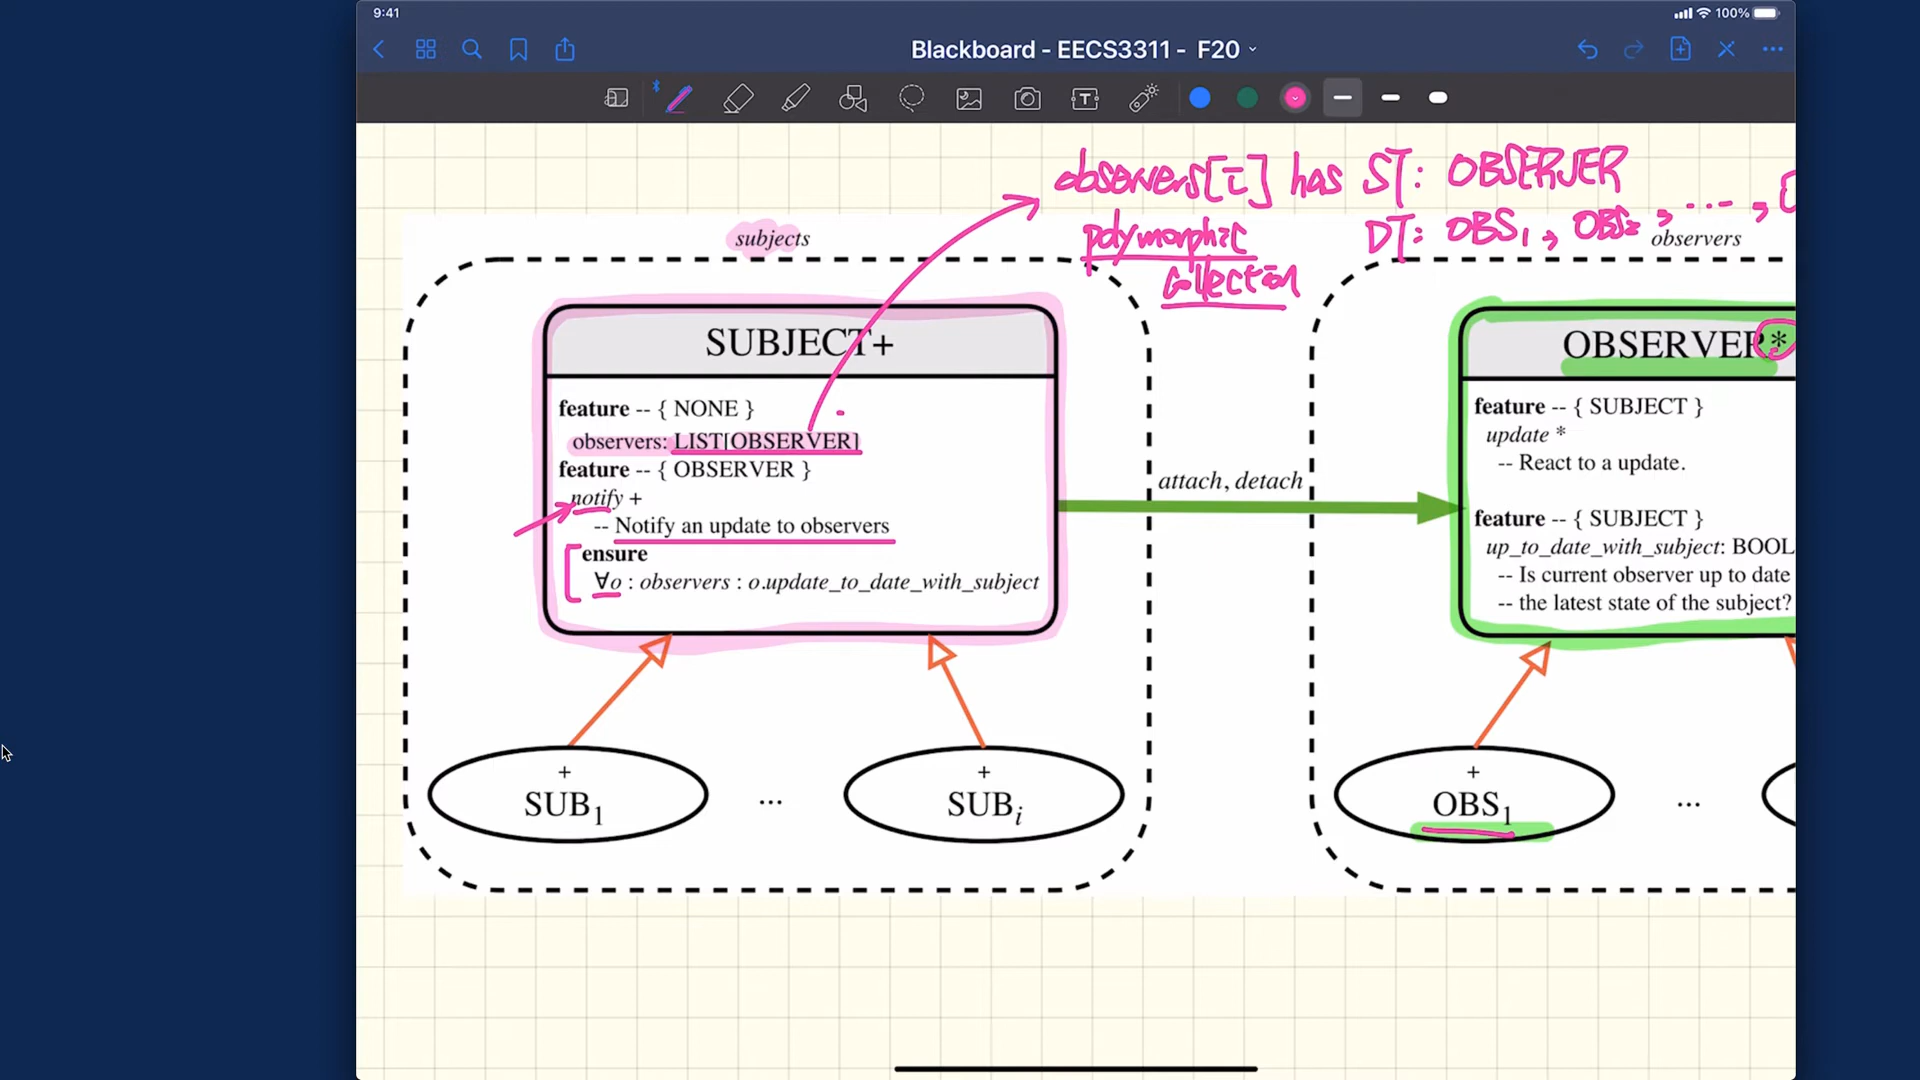 9:41
100%
Blackboard - EECS3311 - F20
observers[i] has ST: OBSERVER
polymorphic collection
DT: OBS1, OBS2, ..., 
subjects
SUBJECT+
feature -- { NONE }
observers: LIST[OBSERVER]
feature -- { OBSERVER }
notify +
-- Notify an update to observers
ensure
∀o : observers : o.update_to_date_with_subject
+
SUB1
...
+
SUBi
attach, detach
observers
OBSERVER*
feature -- { SUBJECT }
update *
-- React to a update.
feature -- { SUBJECT }
up_to_date_with_subject: BOOL
-- Is current observer up to date
-- the latest state of the subject?
+
OBS1
...